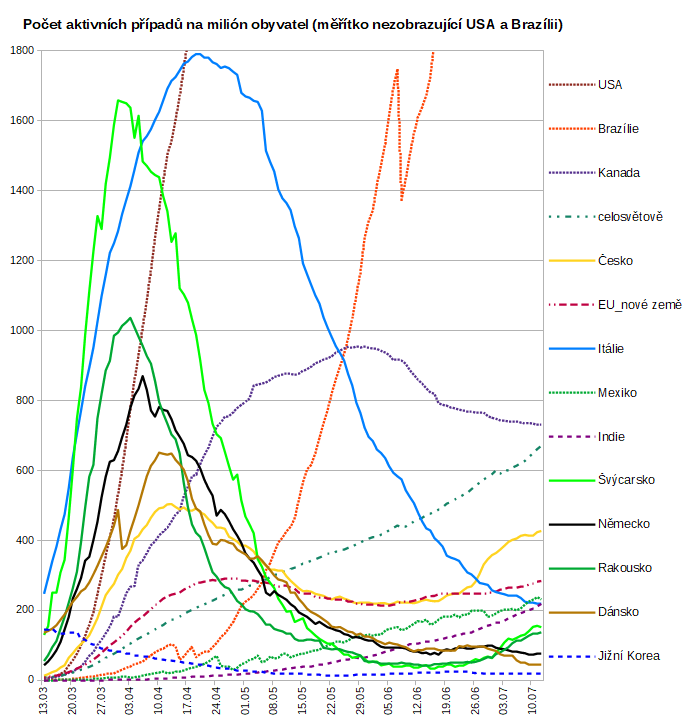 Počet aktivních případů na milión obyvatel (měřítko nezobrazující USA a Brazílii)
1800
1600
1400
1200
1000
800
600
400
200
0
13.03
20.03
27.03
03.04
10.04
17.04
24.04
01.05
08.05
15.05
22.05
29.05
05.06
12.06
19.06
26.06
03.07
10.07
USA
Brazílie
Kanada
celosvětově
Česko
EU_nové země
Itálie
Mexiko
Indie
Švýcarsko
Německo
Rakousko
Dánsko
Jižní Korea